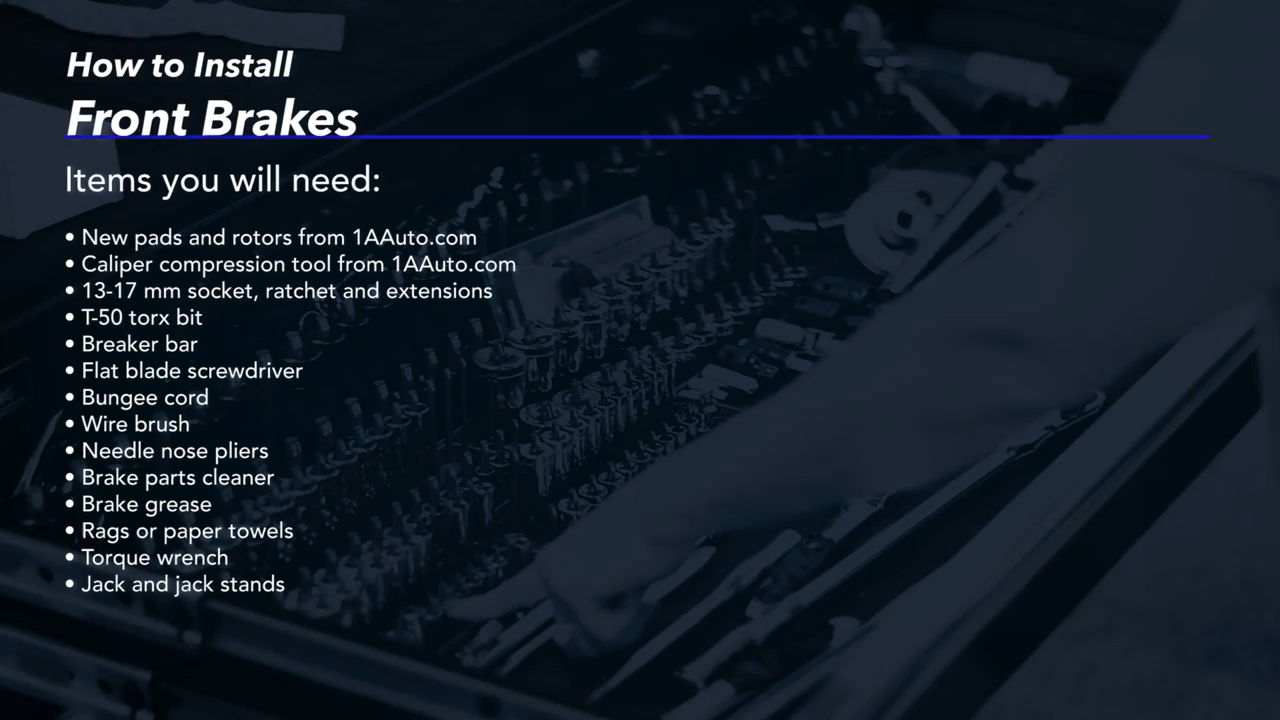 How to Install
Front Brakes
Items you will need:
• New pads and rotors from 1AAuto.com
• Caliper compression tool from 1AAuto.com
• 13-17 mm socket, ratchet and extensions
• T-50 torx bit
• Breaker bar
• Flat blade screwdriver
• Bungee cord
• Wire brush
• Needle nose pliers
• Brake parts cleaner
• Brake grease
• Rags or paper towels
• Torque wrench
• Jack and jack stands